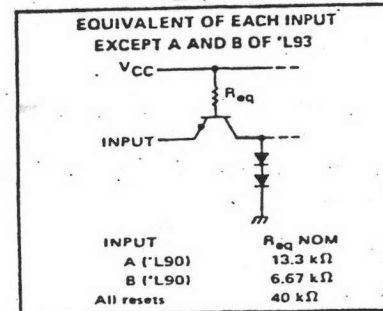 EQUIVALENT OF EACH INPUT
EXCEPT A AND B OF 'L93
VCC
Req
INPUT
INPUT Req NOM
A ('L90) 13.3 kΩ
B ('L90) 6.67 kΩ
All resets 40 kΩ